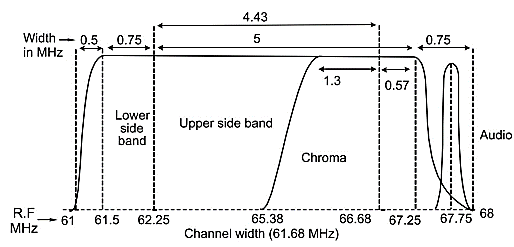 4.43
Width in MHz
0.5 0.75 5 0.75
1.3 0.57
Lower side band
Upper side band
Chroma
Audio
R.F MHz
61 61.5 62.25 65.38 66.68 67.25 67.75 68
Channel width (61.68 MHz)